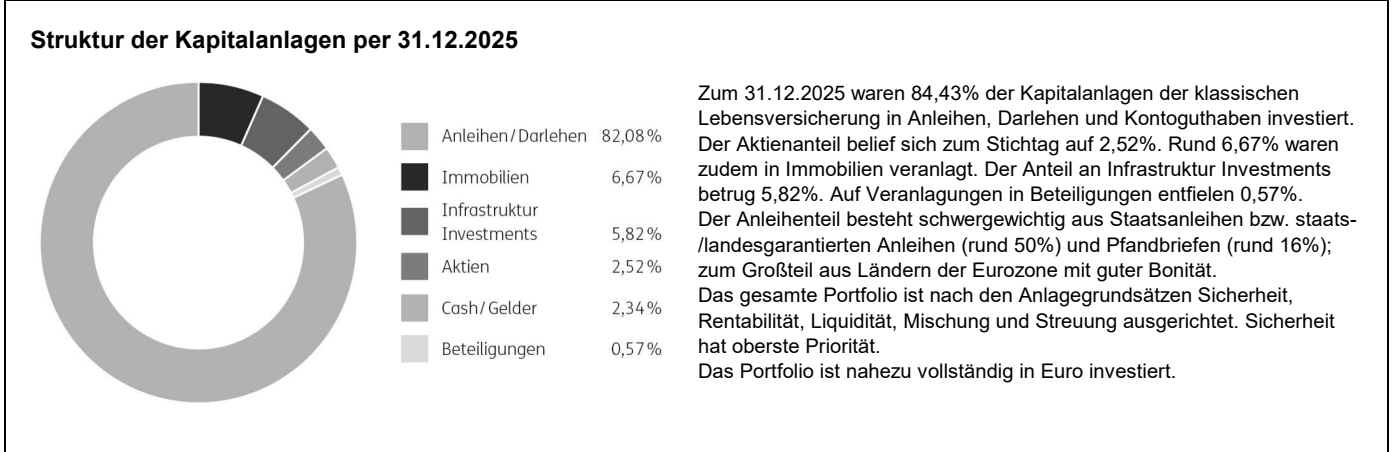 Struktur der Kapitalanlagen per 31.12.2025
Anleihen/Darlehen 82,08%
Immobilien 6,67%
Infrastruktur
Investments 5,82%
Aktien 2,52%
Cash/Gelder 2,34%
Beteiligungen 0,57%
Zum 31.12.2025 waren 84,43% der Kapitalanlagen der klassischen
Lebensversicherung in Anleihen, Darlehen und Kontoguthaben investiert.
Der Aktienanteil belief sich zum Stichtag auf 2,52%. Rund 6,67% waren
zudem in Immobilien veranlagt. Der Anteil an Infrastruktur Investments
betrug 5,82%. Auf Veranlagungen in Beteiligungen entfielen 0,57%.
Der Anleihenteil besteht schwergewichtig aus Staatsanleihen bzw. staats-
/landesgarantierten Anleihen (rund 50%) und Pfandbriefen (rund 16%);
zum Großteil aus Ländern der Eurozone mit guter Bonität.
Das gesamte Portfolio ist nach den Anlagegrundsätzen Sicherheit,
Rentabilität, Liquidität, Mischung und Streuung ausgerichtet. Sicherheit
hat oberste Priorität.
Das Portfolio ist nahezu vollständig in Euro investiert.